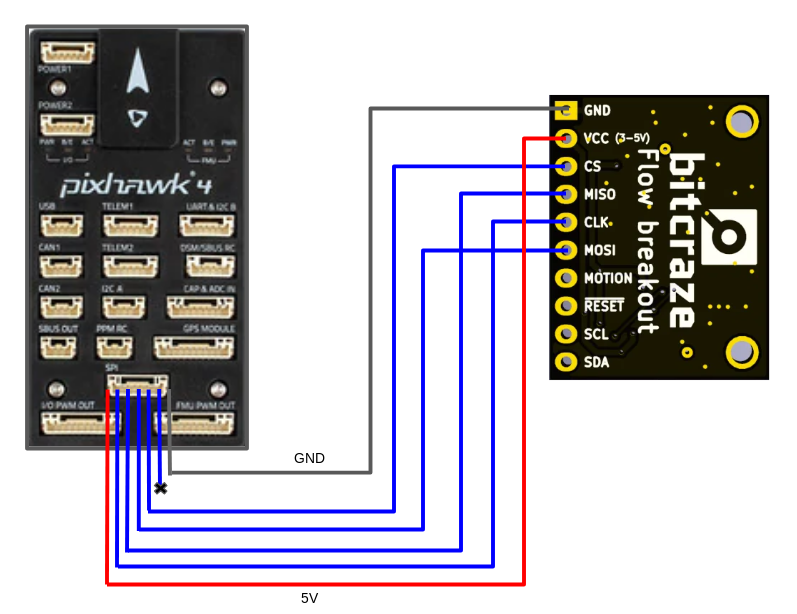 POWER1
POWER2
PWR B/E ACT
I/O
ACT B/E PWR
FMU
pixhawk 4
USB TELEM1 UART & I2C B
CAN1 TELEM2 DSM/SBUS RC
CAN2 I2C A CAP & ADC IN
SBUS OUT PPM RC GPS MODULE
SPI
I/O PWM OUT FMU PWM OUT
GND
5V
GND
VCC (3-5V)
CS
MISO
CLK
MOSI
MOTION
RESET
SCL
SDA
Flow breakout
bitcraze